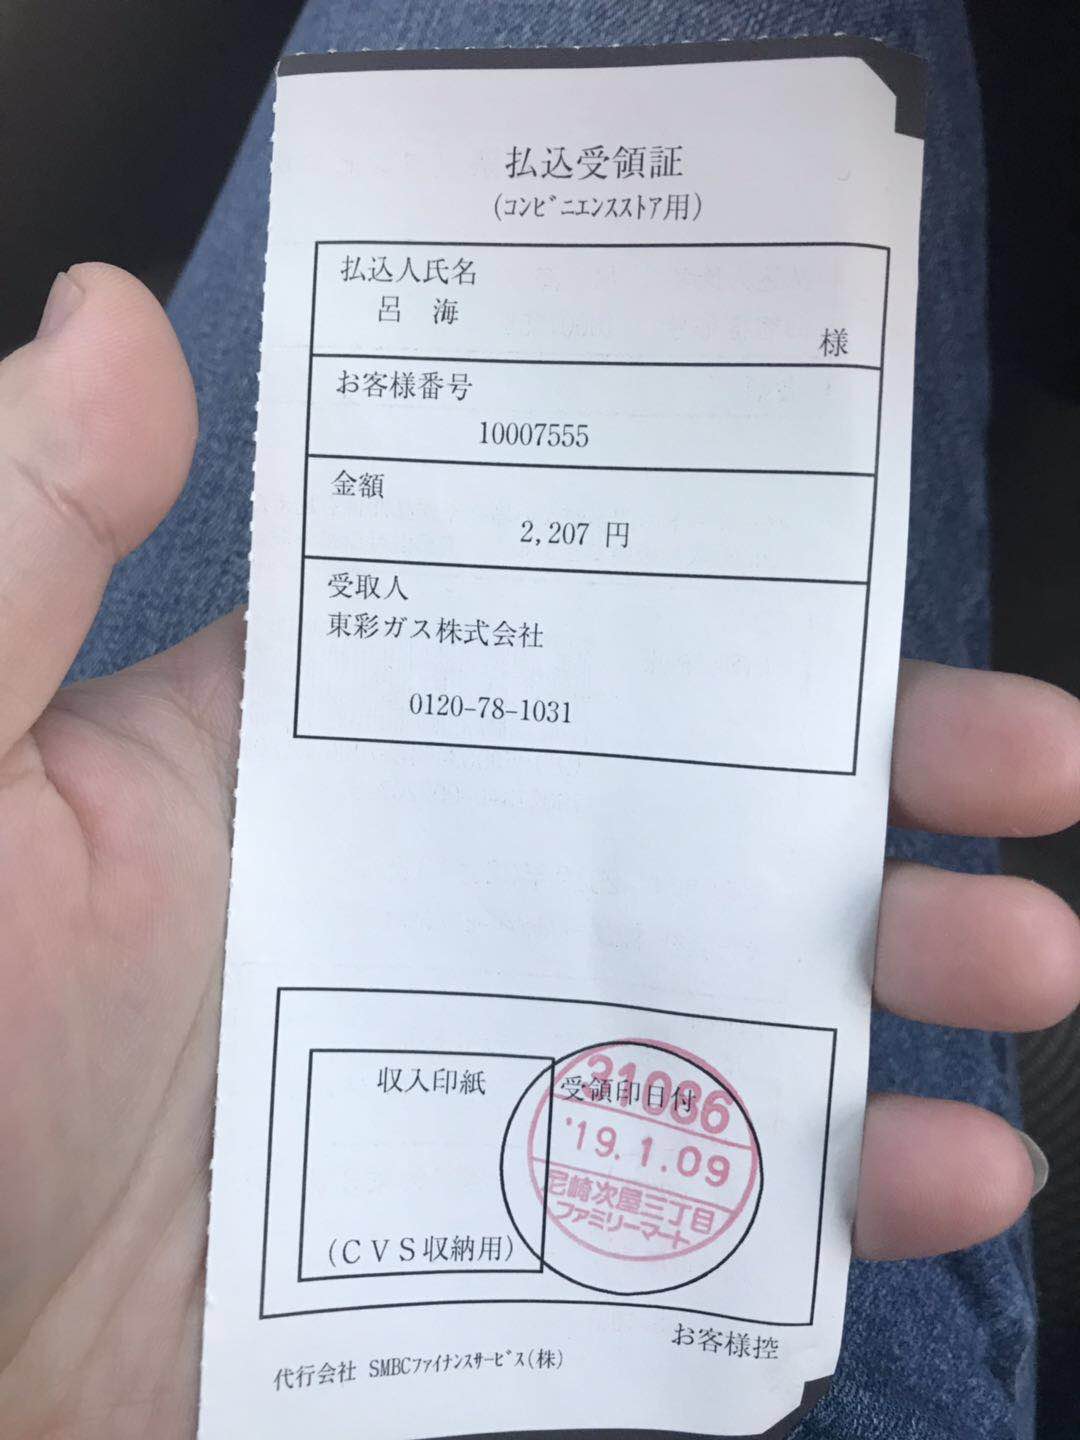 払込受領証
(コンビニエンスストア用)
払込人氏名
呂　海
様
お客様番号
10007555
金額
2,207 円
受取人
東彩ガス株式会社
0120-78-1031
収入印紙
受領印日付
31086
'19.1.09
尼崎次屋三丁目
ファミリーマート
(CVS収納用)
お客様控
代行会社 SMBCファイナンスサービス(株)